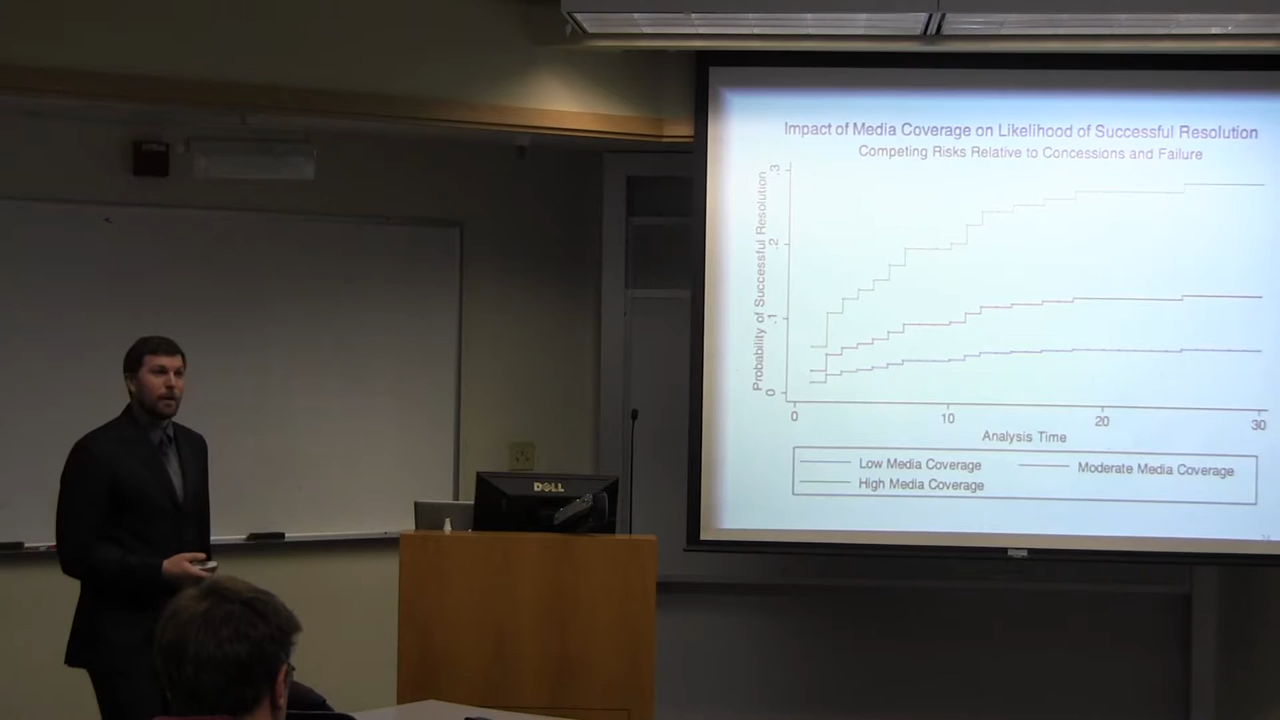 Impact of Media Coverage on Likelihood of Successful Resolution
Competing Risks Relative to Concessions and Failure
Probability of Successful Resolution
.3
.2
.1
0
0 10 20 30
Analysis Time
Low Media Coverage Moderate Media Coverage
High Media Coverage
DELL